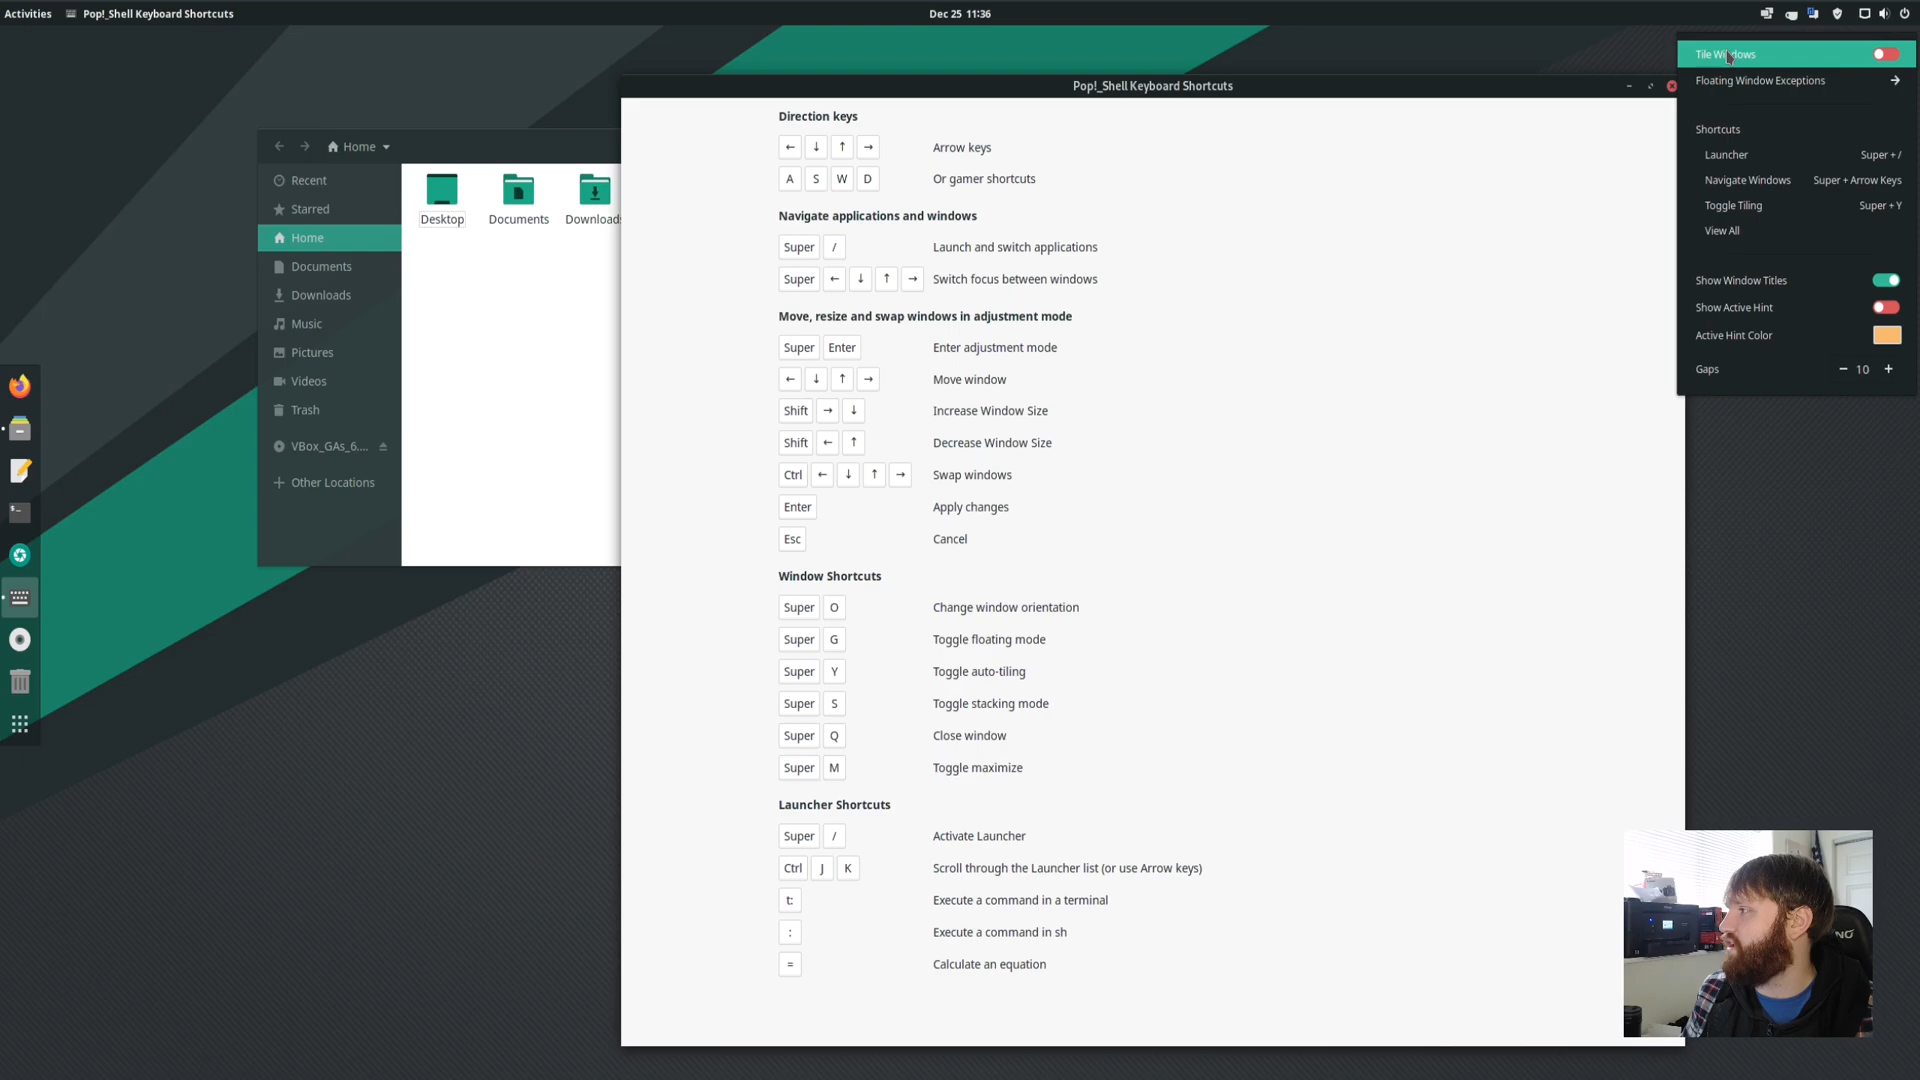 Activities Pop!_Shell Keyboard Shortcuts Dec 25 11:36
Pop!_Shell Keyboard Shortcuts
Home
Recent
Starred
Home
Documents
Downloads
Music
Pictures
Videos
Trash
VBox_GAs_6....
Other Locations
Desktop Documents Downloads
Direction keys
← ↓ ↑ → Arrow keys
A S W D Or gamer shortcuts
Navigate applications and windows
Super / Launch and switch applications
Super ← ↓ ↑ → Switch focus between windows
Move, resize and swap windows in adjustment mode
Super Enter Enter adjustment mode
← ↓ ↑ → Move window
Shift → ↓ Increase Window Size
Shift ← ↑ Decrease Window Size
Ctrl ← ↓ ↑ → Swap windows
Enter Apply changes
Esc Cancel
Window Shortcuts
Super O Change window orientation
Super G Toggle floating mode
Super Y Toggle auto-tiling
Super S Toggle stacking mode
Super Q Close window
Super M Toggle maximize
Launcher Shortcuts
Super / Activate Launcher
Ctrl J K Scroll through the Launcher list (or use Arrow keys)
t: Execute a command in a terminal
: Execute a command in sh
= Calculate an equation
Tile Windows
Floating Window Exceptions →
Shortcuts
Launcher Super + /
Navigate Windows Super + Arrow Keys
Toggle Tiling Super + Y
View All
Show Window Titles
Show Active Hint
Active Hint Color
Gaps − 10 +